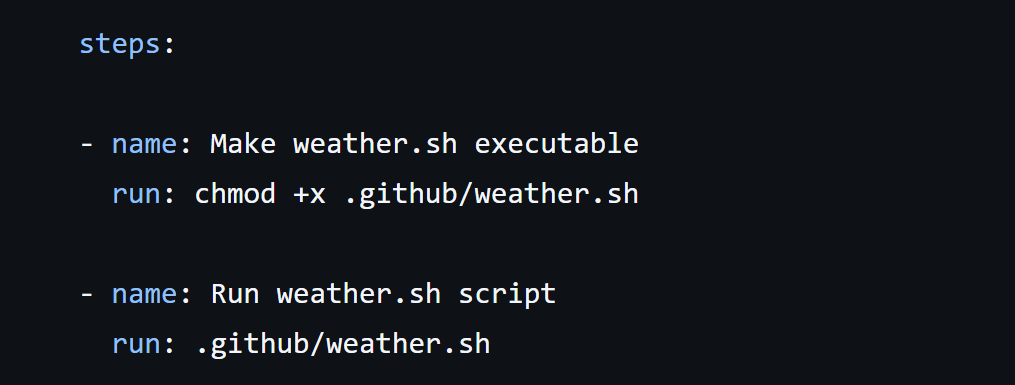 steps:
- name: Make weather.sh executable
run: chmod +x .github/weather.sh
- name: Run weather.sh script
run: .github/weather.sh